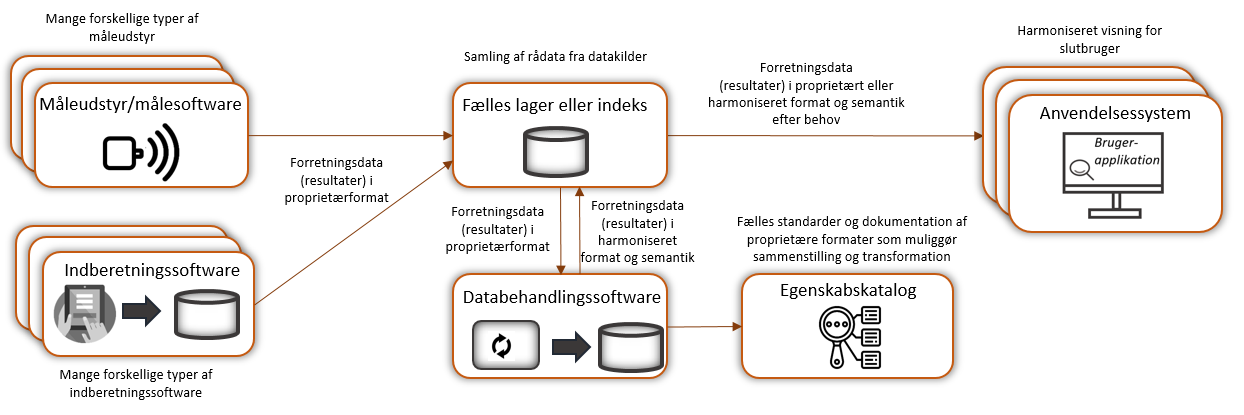 Mange forskellige typer af
måleudstyr
Måleudstyr/målesoftware
Samling af rådata fra datakilder
Fælles lager eller indeks
Forretningsdata
(resultater) i proprietært eller
harmoniseret format og semantik
efter behov
Harmoniseret visning for
slutbruger
Anvendelsessystem
Bruger-
applikation
Forretningsdata
(resultater) i
proprietærformat
Forretningsdata
(resultater) i
proprietærformat
Forretningsdata
(resultater) i
harmoniseret
format og semantik
Fælles standarder og dokumentation af
proprietære formater som muliggør
sammenstilling og transformation
Indberetningssoftware
Mange forskellige typer af
indberetningssoftware
Databehandlingssoftware
Egenskabskatalog